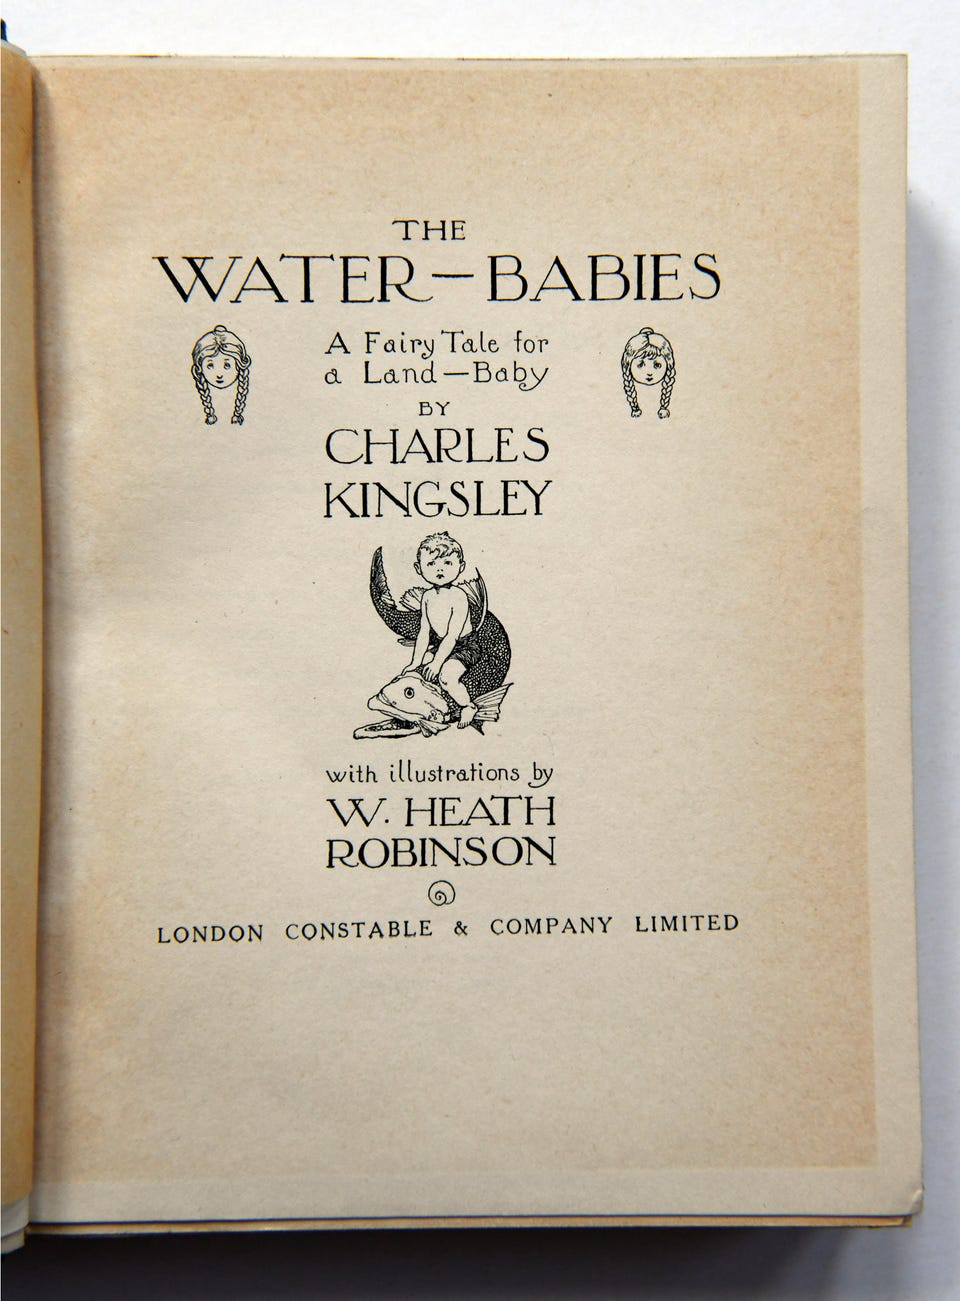 THE
WATER—BABIES
A Fairy Tale for
a Land—Baby
BY
CHARLES
KINGSLEY
with illustrations by
W. HEATH
ROBINSON
LONDON CONSTABLE & COMPANY LIMITED